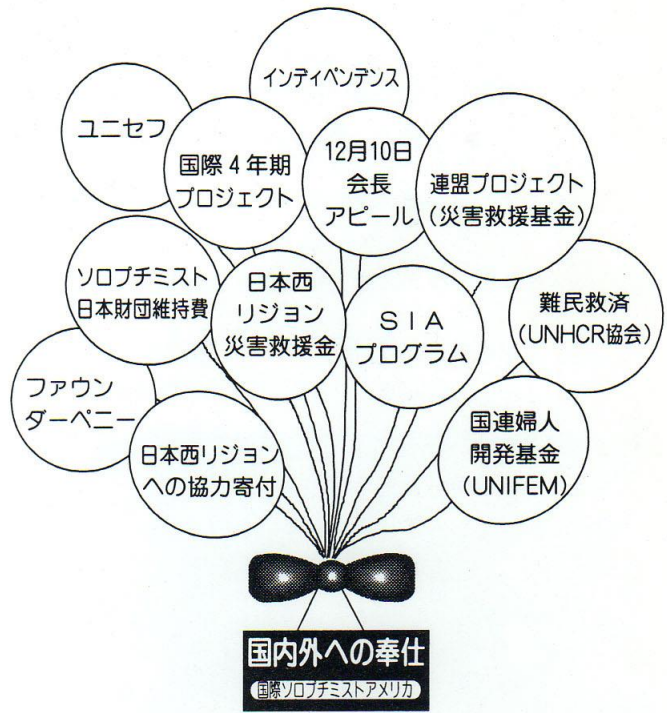 インディペンデンス
ユニセフ
国際4年期
プロジェクト
12月10日
会長
アピール
連盟プロジェクト
(災害救援基金)
ソロプチミスト
日本財団維持費
日本西
リジョン
災害救援金
SIA
プログラム
難民救済
(UNHCR協会)
ファウン
ダーペニー
日本西リジョン
への協力寄付
国連婦人
開発基金
(UNIFEM)
国内外への奉仕
国際ソロプチミストアメリカ